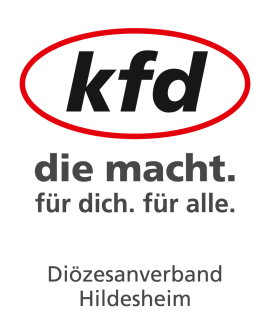 kfd
die macht.
für dich. für alle.
Diözesanverband
Hildesheim